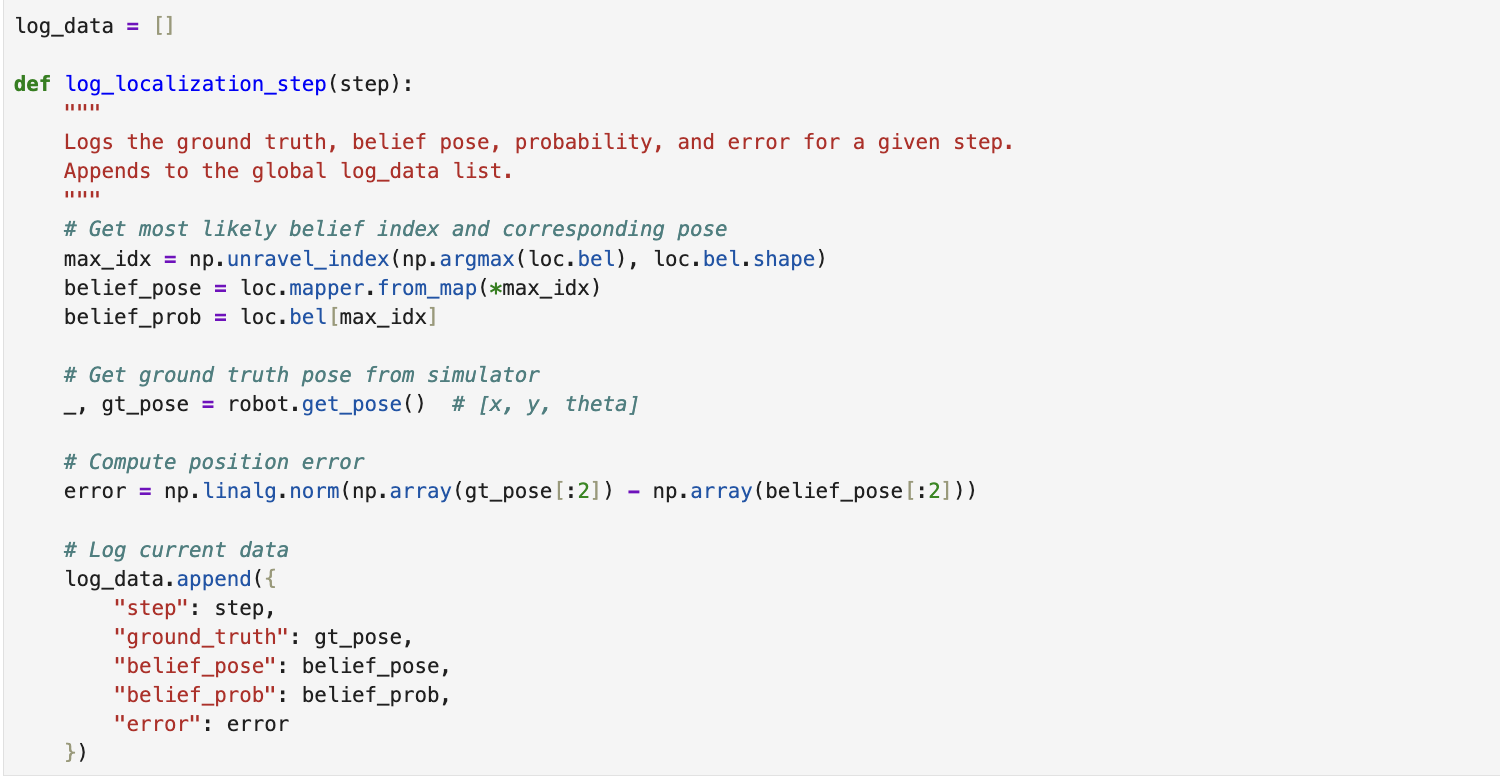 log_data = []

def log_localization_step(step):
    """
    Logs the ground truth, belief pose, probability, and error for a given step.
    Appends to the global log_data list.
    """
    # Get most likely belief index and corresponding pose
    max_idx = np.unravel_index(np.argmax(loc.bel), loc.bel.shape)
    belief_pose = loc.mapper.from_map(*max_idx)
    belief_prob = loc.bel[max_idx]

    # Get ground truth pose from simulator
    _, gt_pose = robot.get_pose()  # [x, y, theta]

    # Compute position error
    error = np.linalg.norm(np.array(gt_pose[:2]) - np.array(belief_pose[:2]))

    # Log current data
    log_data.append({
        "step": step,
        "ground_truth": gt_pose,
        "belief_pose": belief_pose,
        "belief_prob": belief_prob,
        "error": error
    })